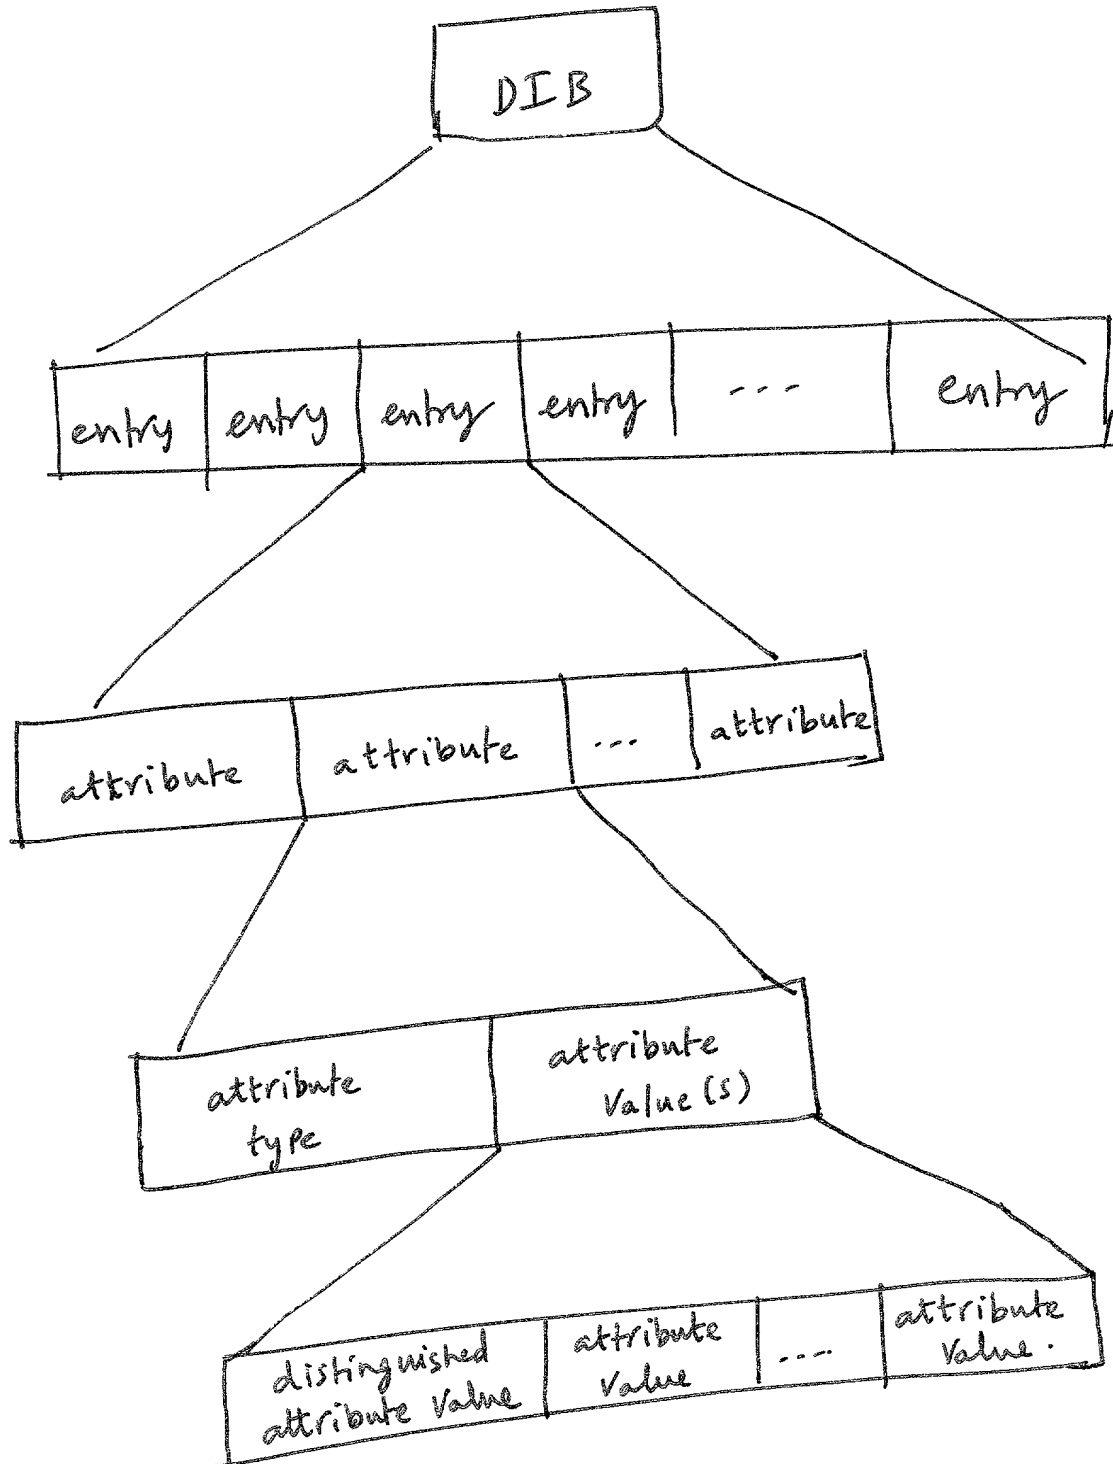 DIB
entry entry entry entry --- entry
attribute attribute ... attribute
attribute attribute
type value(s)
distinguished attribute .... attribute
attribute value value value.